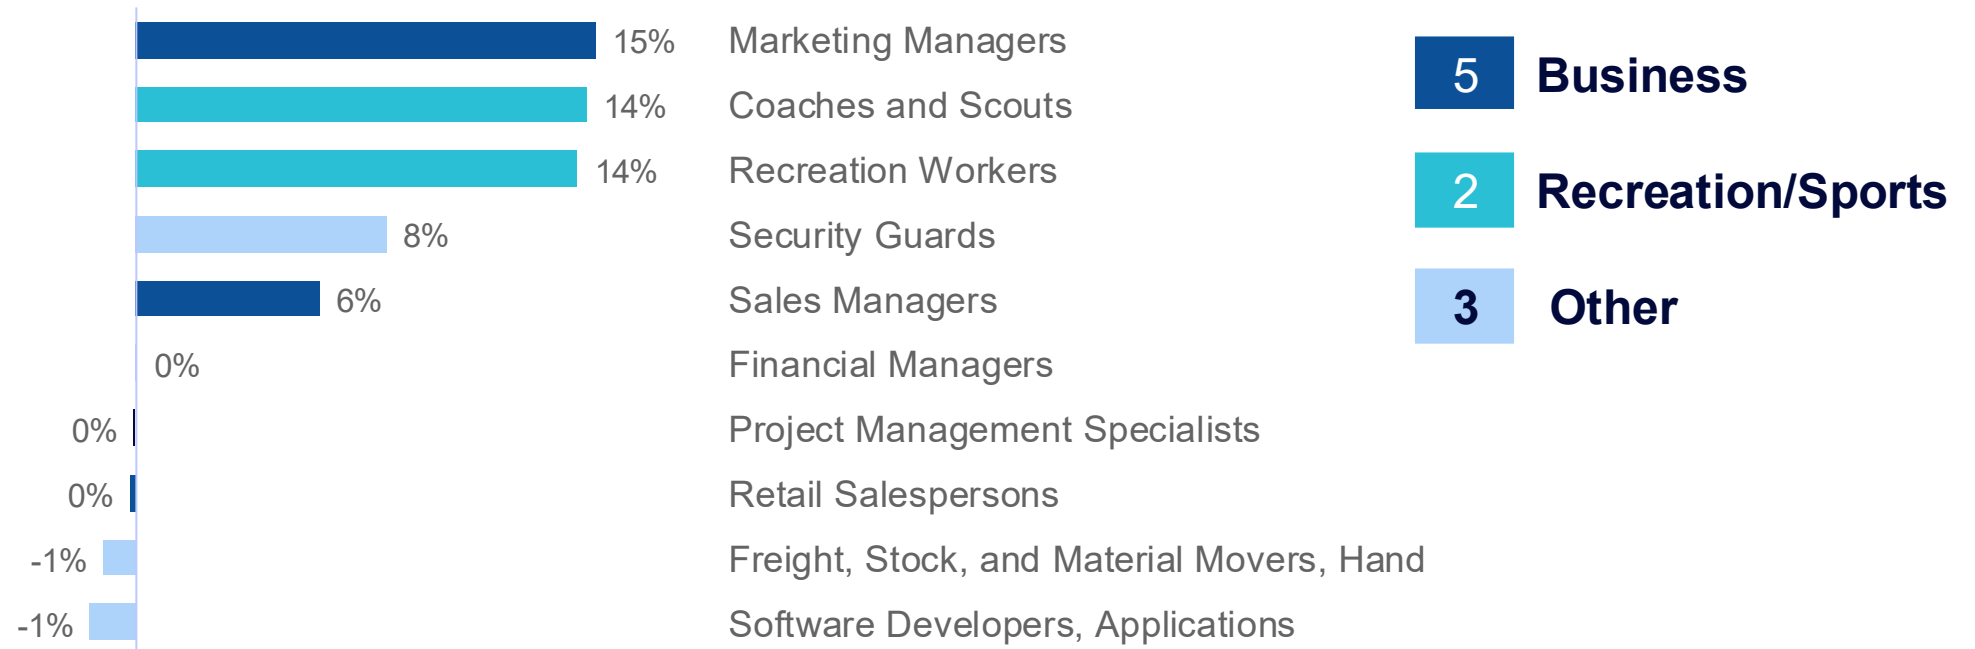 15% Marketing Managers
14% Coaches and Scouts
14% Recreation Workers
8% Security Guards
6% Sales Managers
0% Financial Managers
0% Project Management Specialists
0% Retail Salespersons
-1% Freight, Stock, and Material Movers, Hand
-1% Software Developers, Applications
5 Business
2 Recreation/Sports
3 Other